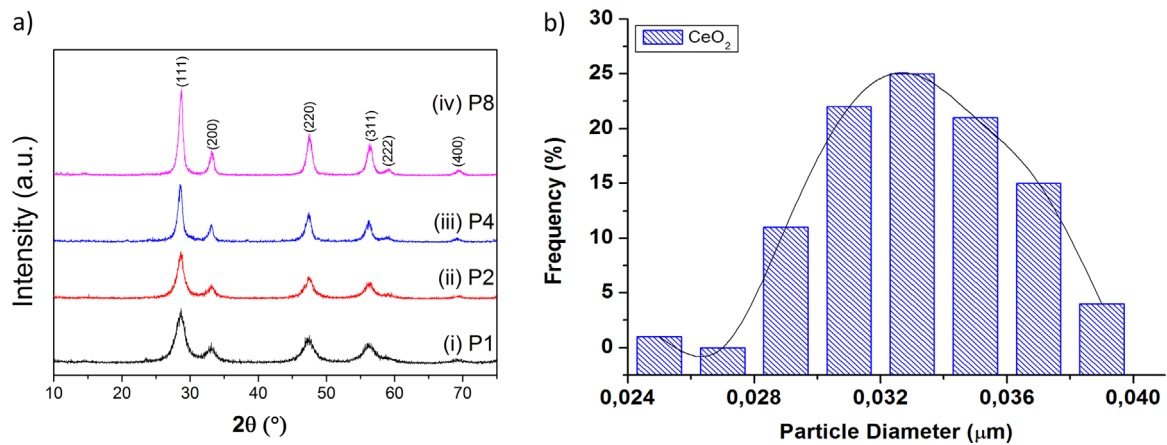 a)
Intensity (a.u.)
(111)
(200)
(220)
(311)
(222)
(400)
(iv) P8
(iii) P4
(ii) P2
(i) P1
10 20 30 40 50 60 70
2θ (°)
b)
CeO₂
Frequency (%)
30
25
20
15
10
5
0
0,024 0,028 0,032 0,036 0,040
Particle Diameter (μm)